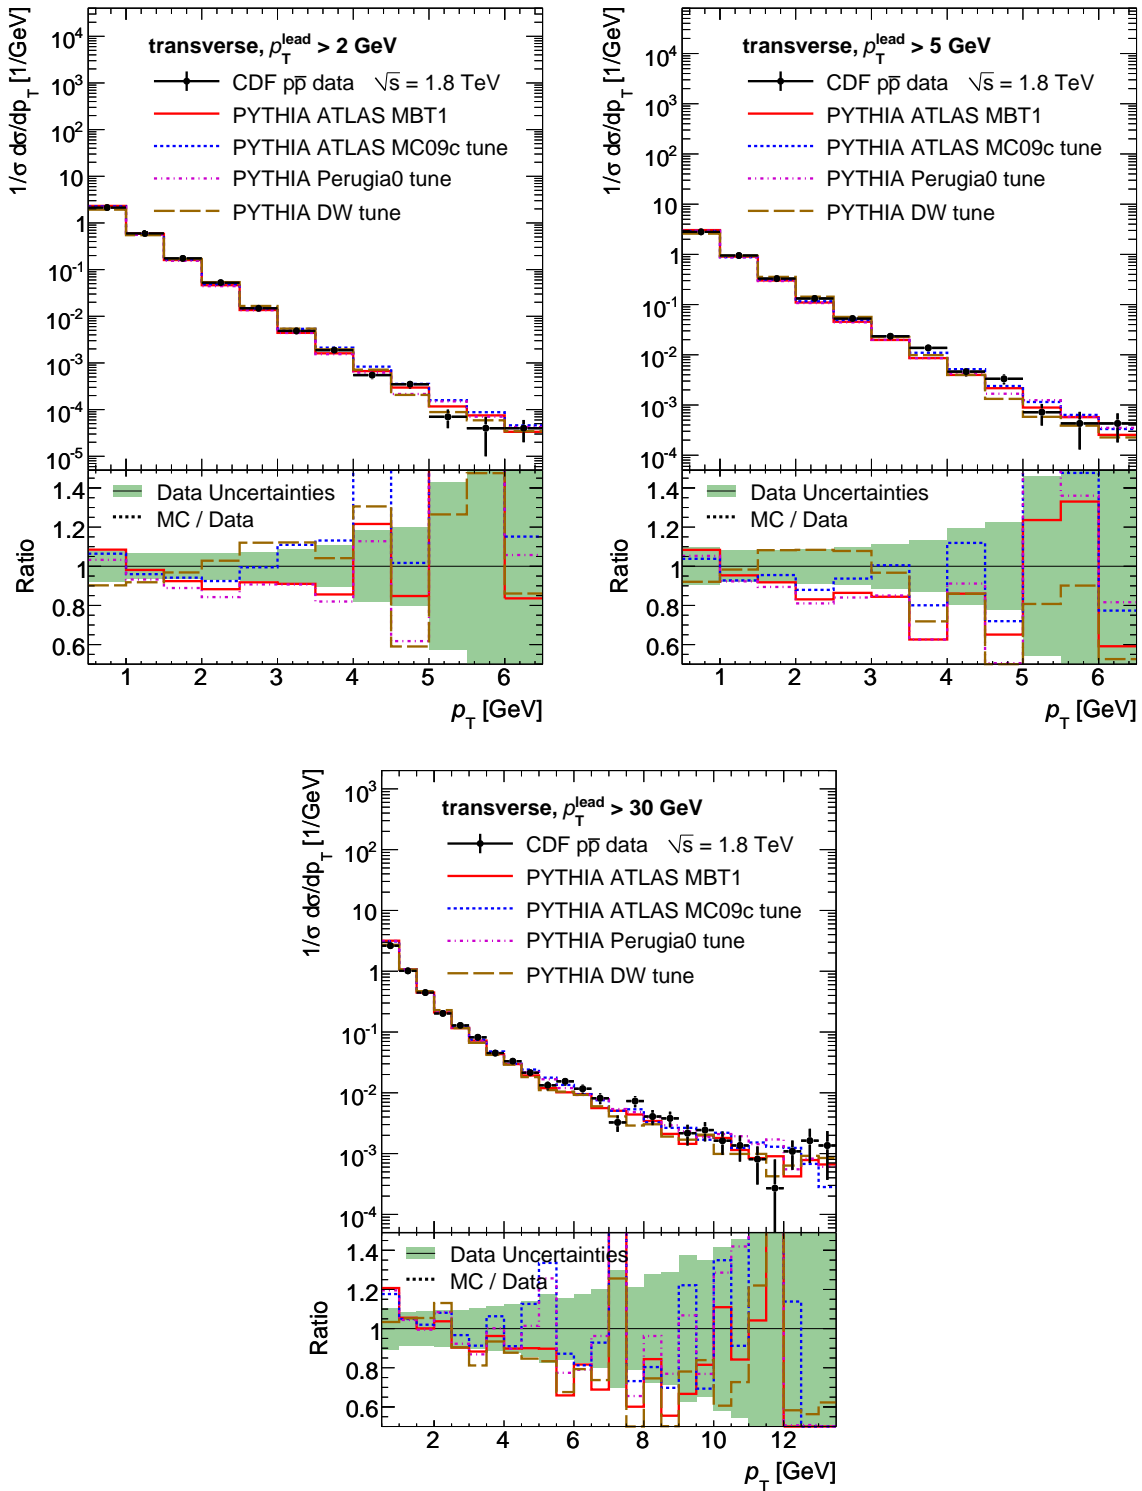 transverse, p_T^lead > 2 GeV
CDF pp̅ data √s = 1.8 TeV
PYTHIA ATLAS MBT1
PYTHIA ATLAS MC09c tune
PYTHIA Perugia0 tune
PYTHIA DW tune
1/σ dσ/dp_T [1/GeV]
10^4
10^3
10^2
10
1
10^-1
10^-2
10^-3
10^-4
10^-5
Data Uncertainties
MC / Data
Ratio
1.4
1.2
1
0.8
0.6
1 2 3 4 5 6
p_T [GeV]
transverse, p_T^lead > 5 GeV
CDF pp̅ data √s = 1.8 TeV
PYTHIA ATLAS MBT1
PYTHIA ATLAS MC09c tune
PYTHIA Perugia0 tune
PYTHIA DW tune
1/σ dσ/dp_T [1/GeV]
10^5
10^4
10^3
10^2
10
1
10^-1
10^-2
10^-3
10^-4
Data Uncertainties
MC / Data
Ratio
1.4
1.2
1
0.8
0.6
1 2 3 4 5 6
p_T [GeV]
transverse, p_T^lead > 30 GeV
CDF pp̅ data √s = 1.8 TeV
PYTHIA ATLAS MBT1
PYTHIA ATLAS MC09c tune
PYTHIA Perugia0 tune
PYTHIA DW tune
1/σ dσ/dp_T [1/GeV]
10^3
10^2
10
1
10^-1
10^-2
10^-3
10^-4
Data Uncertainties
MC / Data
Ratio
1.4
1.2
1
0.8
0.6
2 4 6 8 10 12
p_T [GeV]